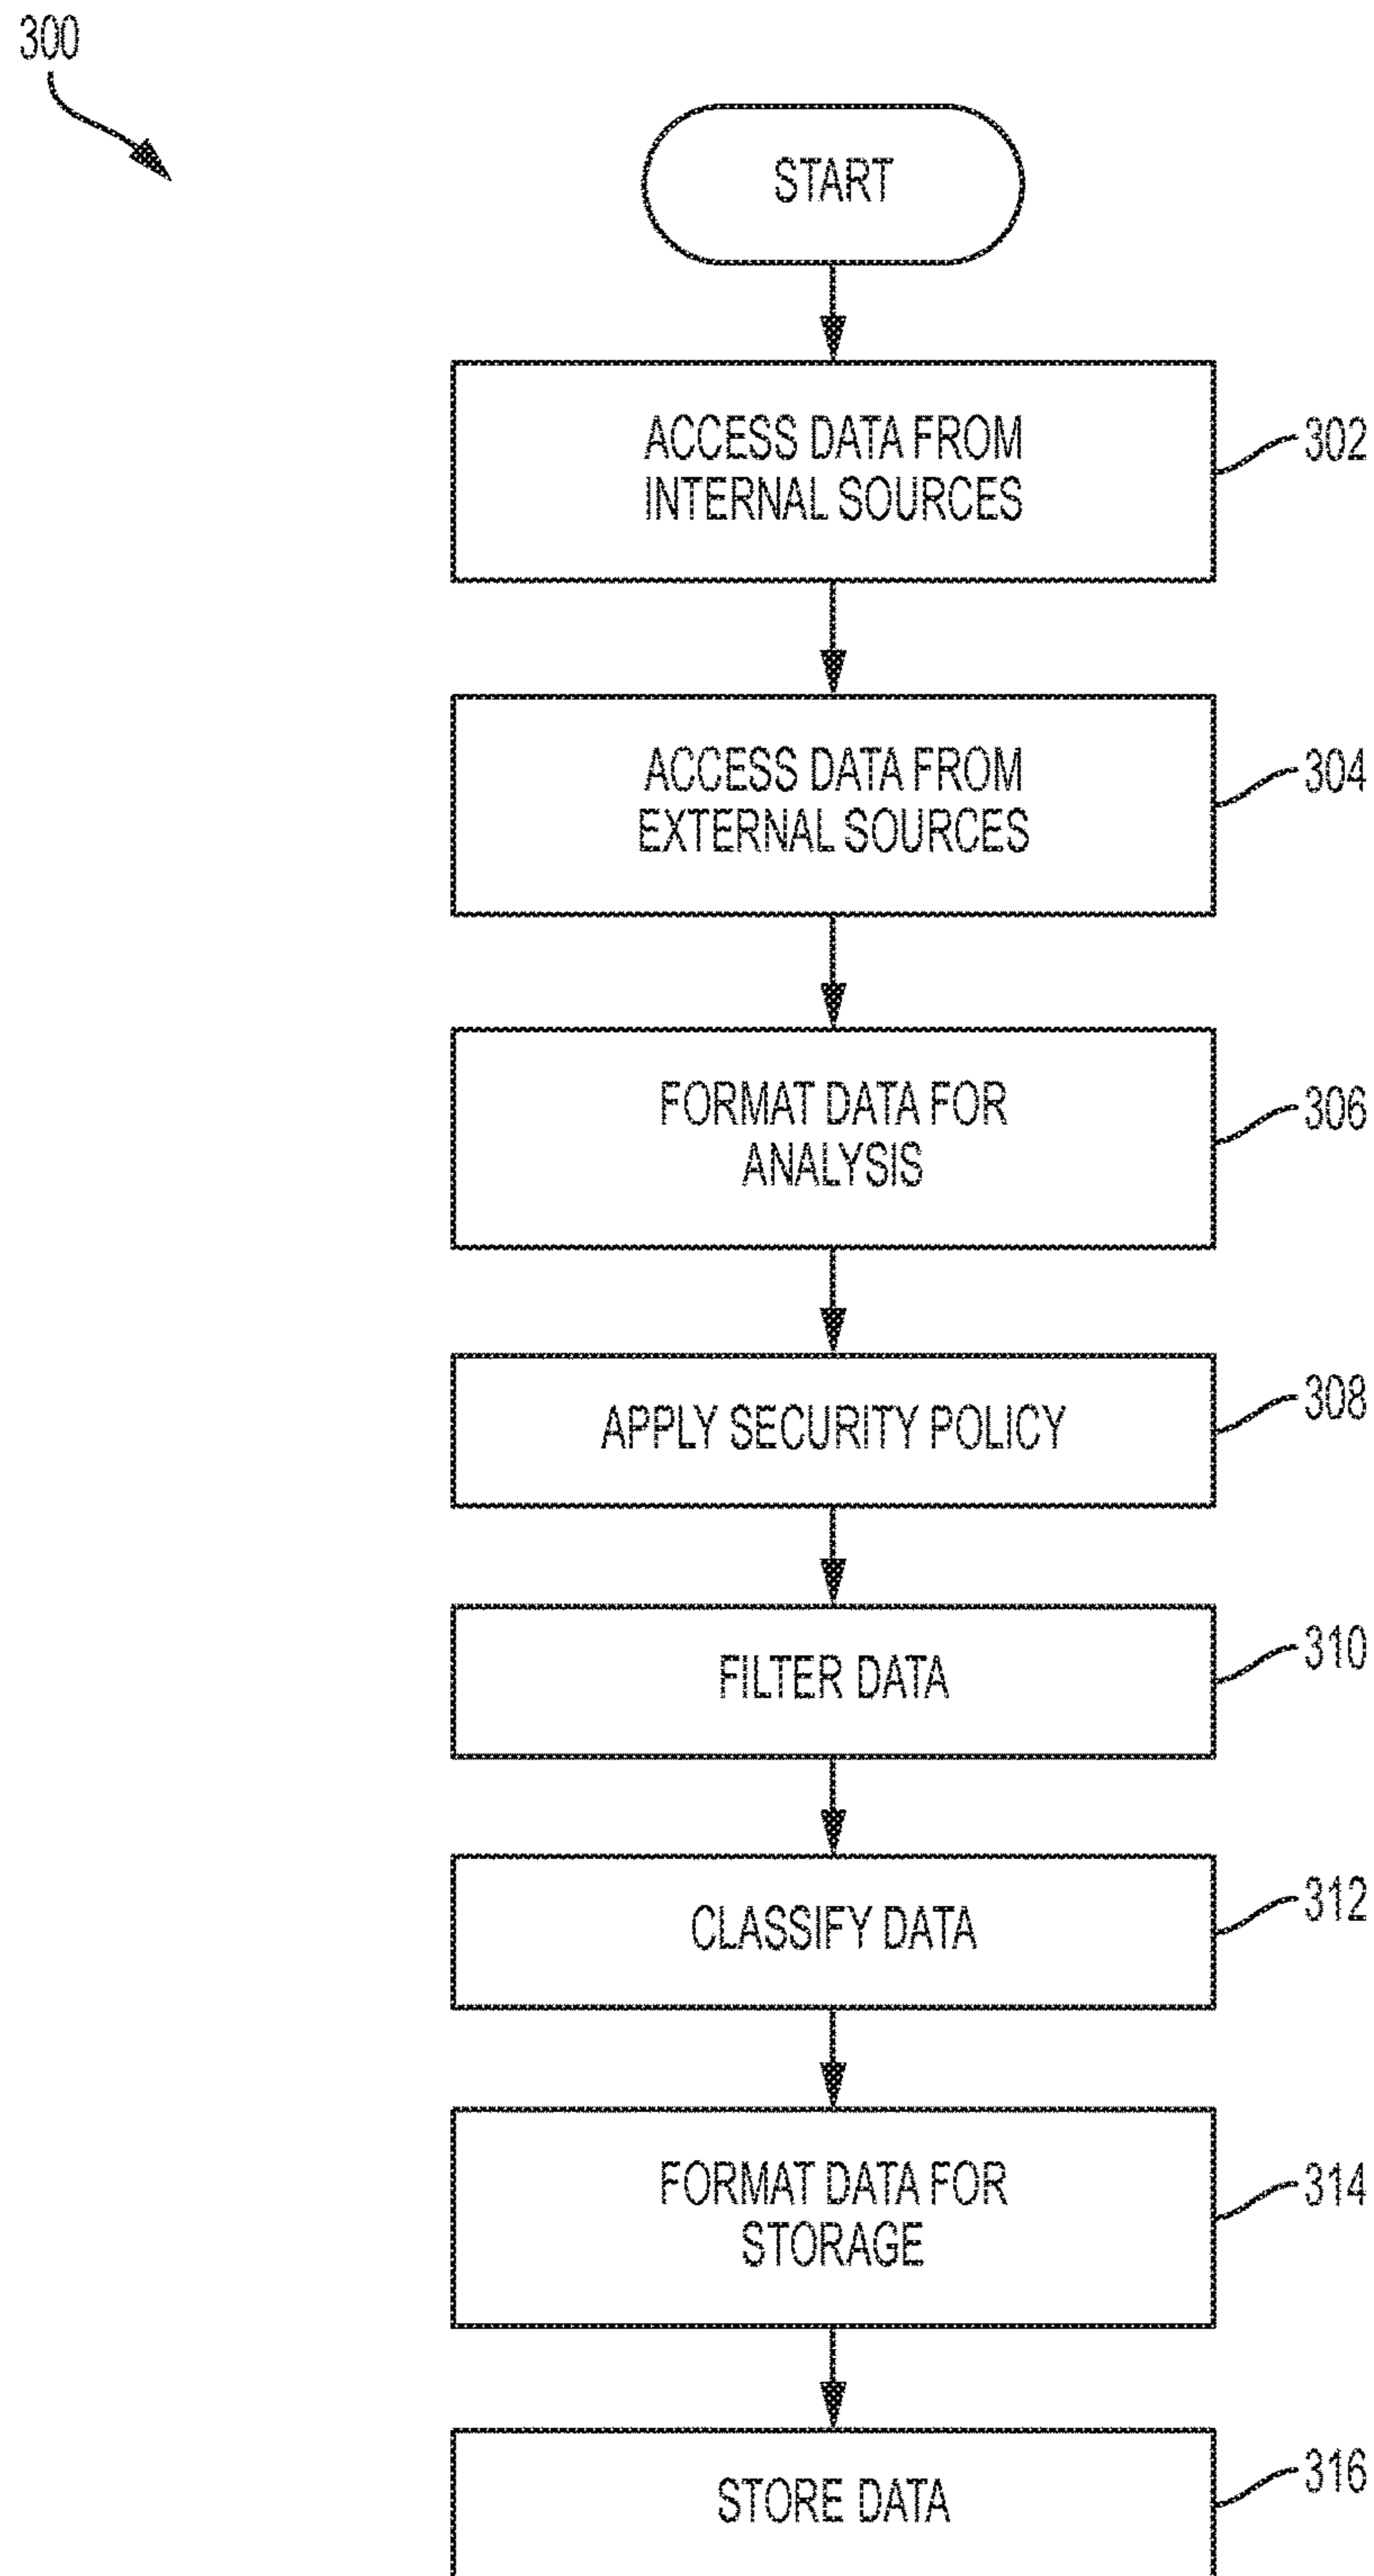 300
START
ACCESS DATA FROM
INTERNAL SOURCES
302
ACCESS DATA FROM
EXTERNAL SOURCES
304
FORMAT DATA FOR
ANALYSIS
306
APPLY SECURITY POLICY
308
FILTER DATA
310
CLASSIFY DATA
312
FORMAT DATA FOR
STORAGE
314
STORE DATA
316